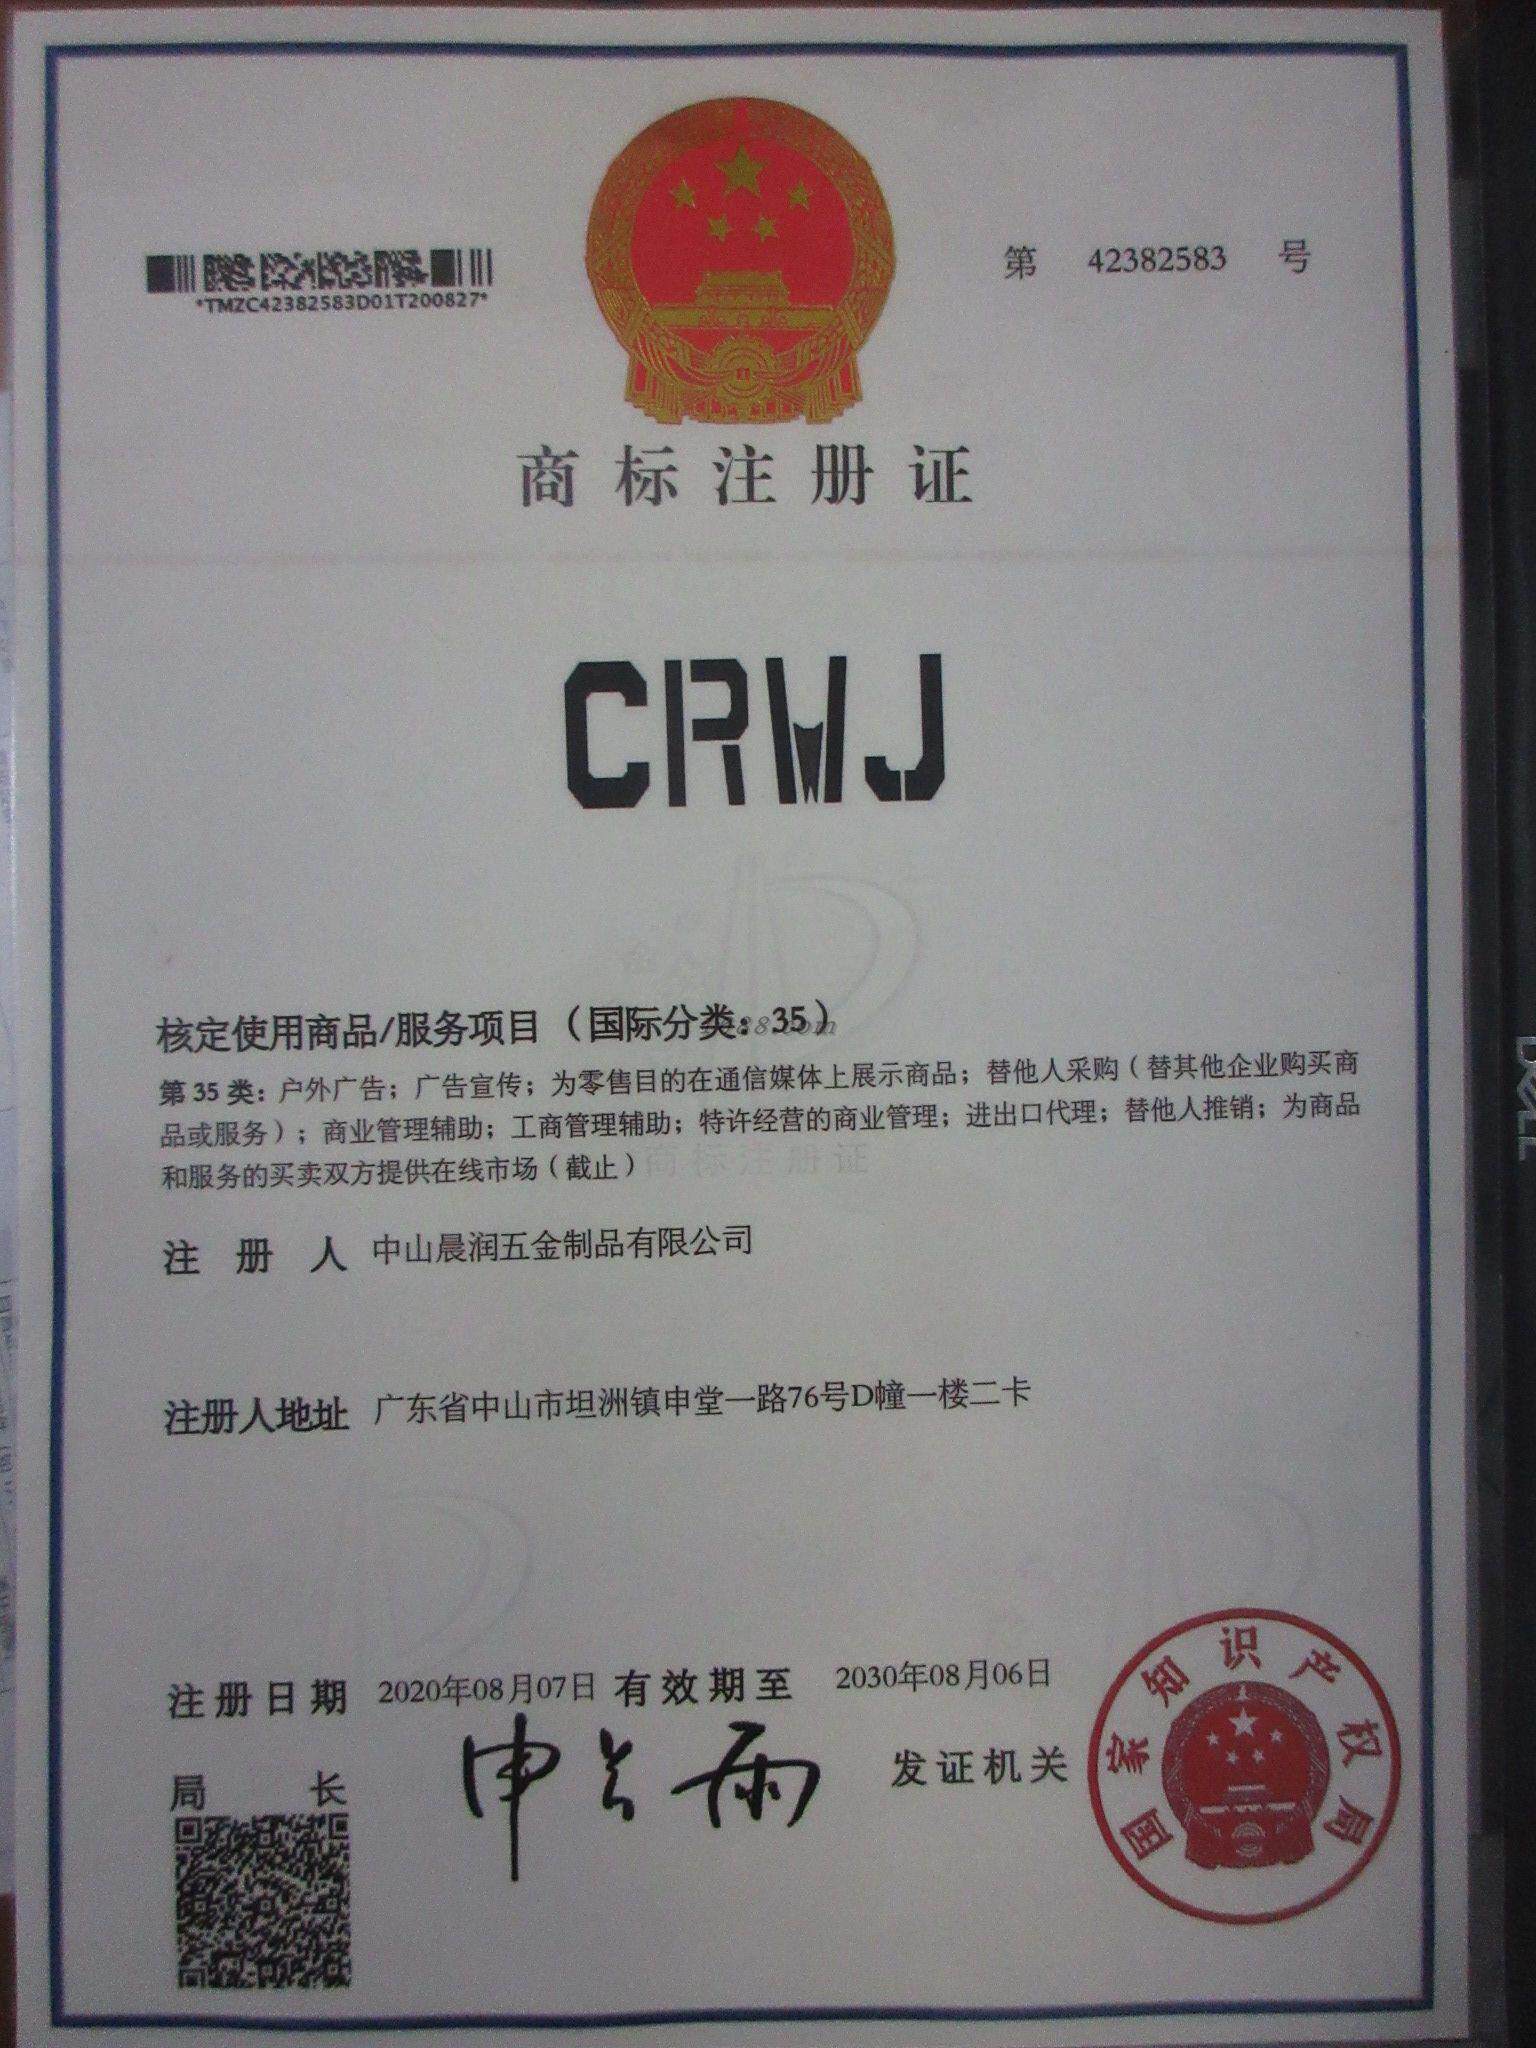 第 42382583 号
*TMZC42382583D01T200827*
商标注册证
CRWJ
核定使用商品/服务项目（国际分类：35）
第 35 类：户外广告；广告宣传；为零售目的在通信媒体上展示商品；替他人采购（替其他企业购买商
品或服务）；商业管理辅助；工商管理辅助；特许经营的商业管理；进出口代理；替他人推销；为商品
和服务的买卖双方提供在线市场（截止）
商标注册证
注册人 中山晨润五金制品有限公司
注册人地址 广东省中山市坦洲镇申堂一路76号D幢一楼二卡
注册日期 2020年08月07日 有效期至 2030年08月06日
局长 申长雨 发证机关
国家知识产权局